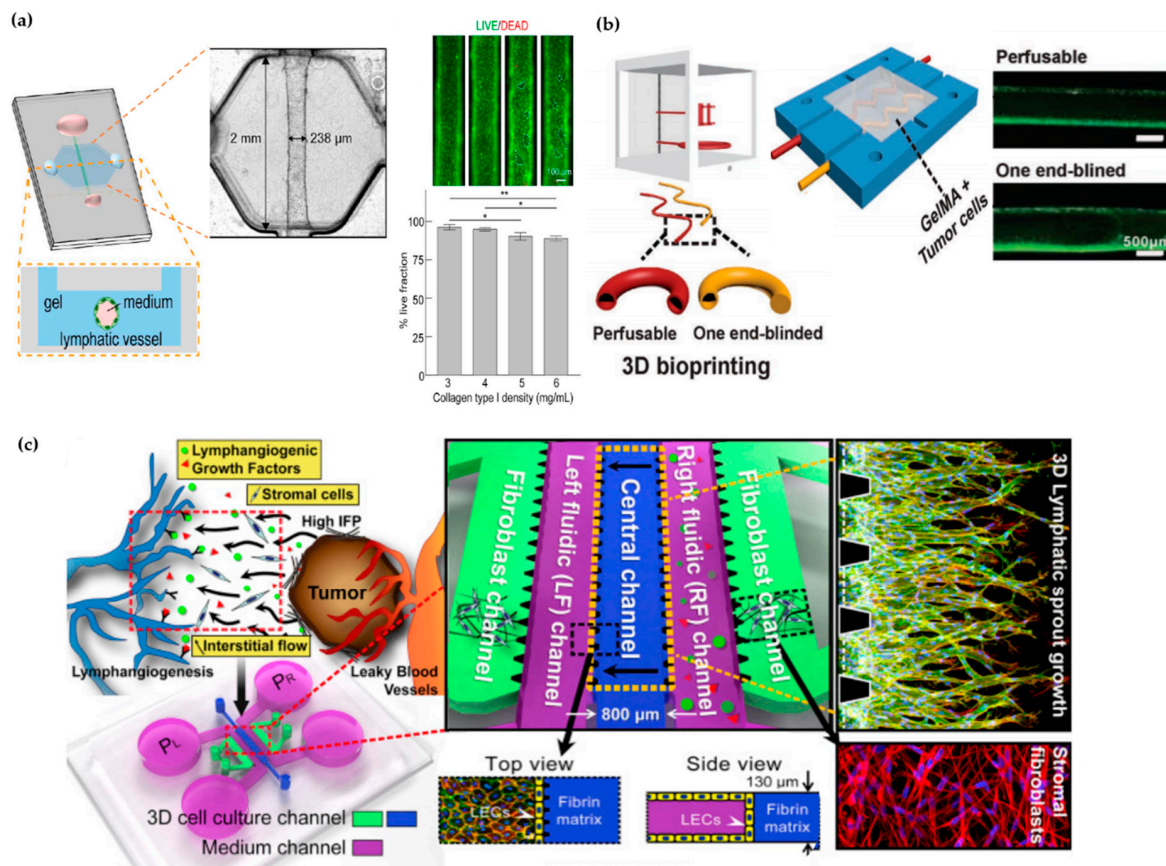 (a)
2 mm
238 µm
gel
medium
lymphatic vessel
LIVE/DEAD
100 µm
**
*
*
% live fraction
100
75
50
25
0
3 4 5 6
Collagen type I density (mg/mL)
(b)
GelMA +
Tumor cells
Perfusable
One end-blinded
3D bioprinting
Perfusable
One end-blined
500µm
(c)
Lymphangiogenic
Growth Factors
Stromal cells
High IFP
Tumor
Interstitial flow
Lymphangiogenesis
Leaky Blood
Vessels
PR
PL
3D cell culture channel
Medium channel
Fibroblast channel
Left fluidic (LF) channel
Central channel
Right fluidic (RF) channel
Fibroblast channel
800 µm
Top view
LECs
Fibrin
matrix
Side view
130 µm
LECs
Fibrin
matrix
3D Lymphatic sprout growth
Stromal
fibroblasts